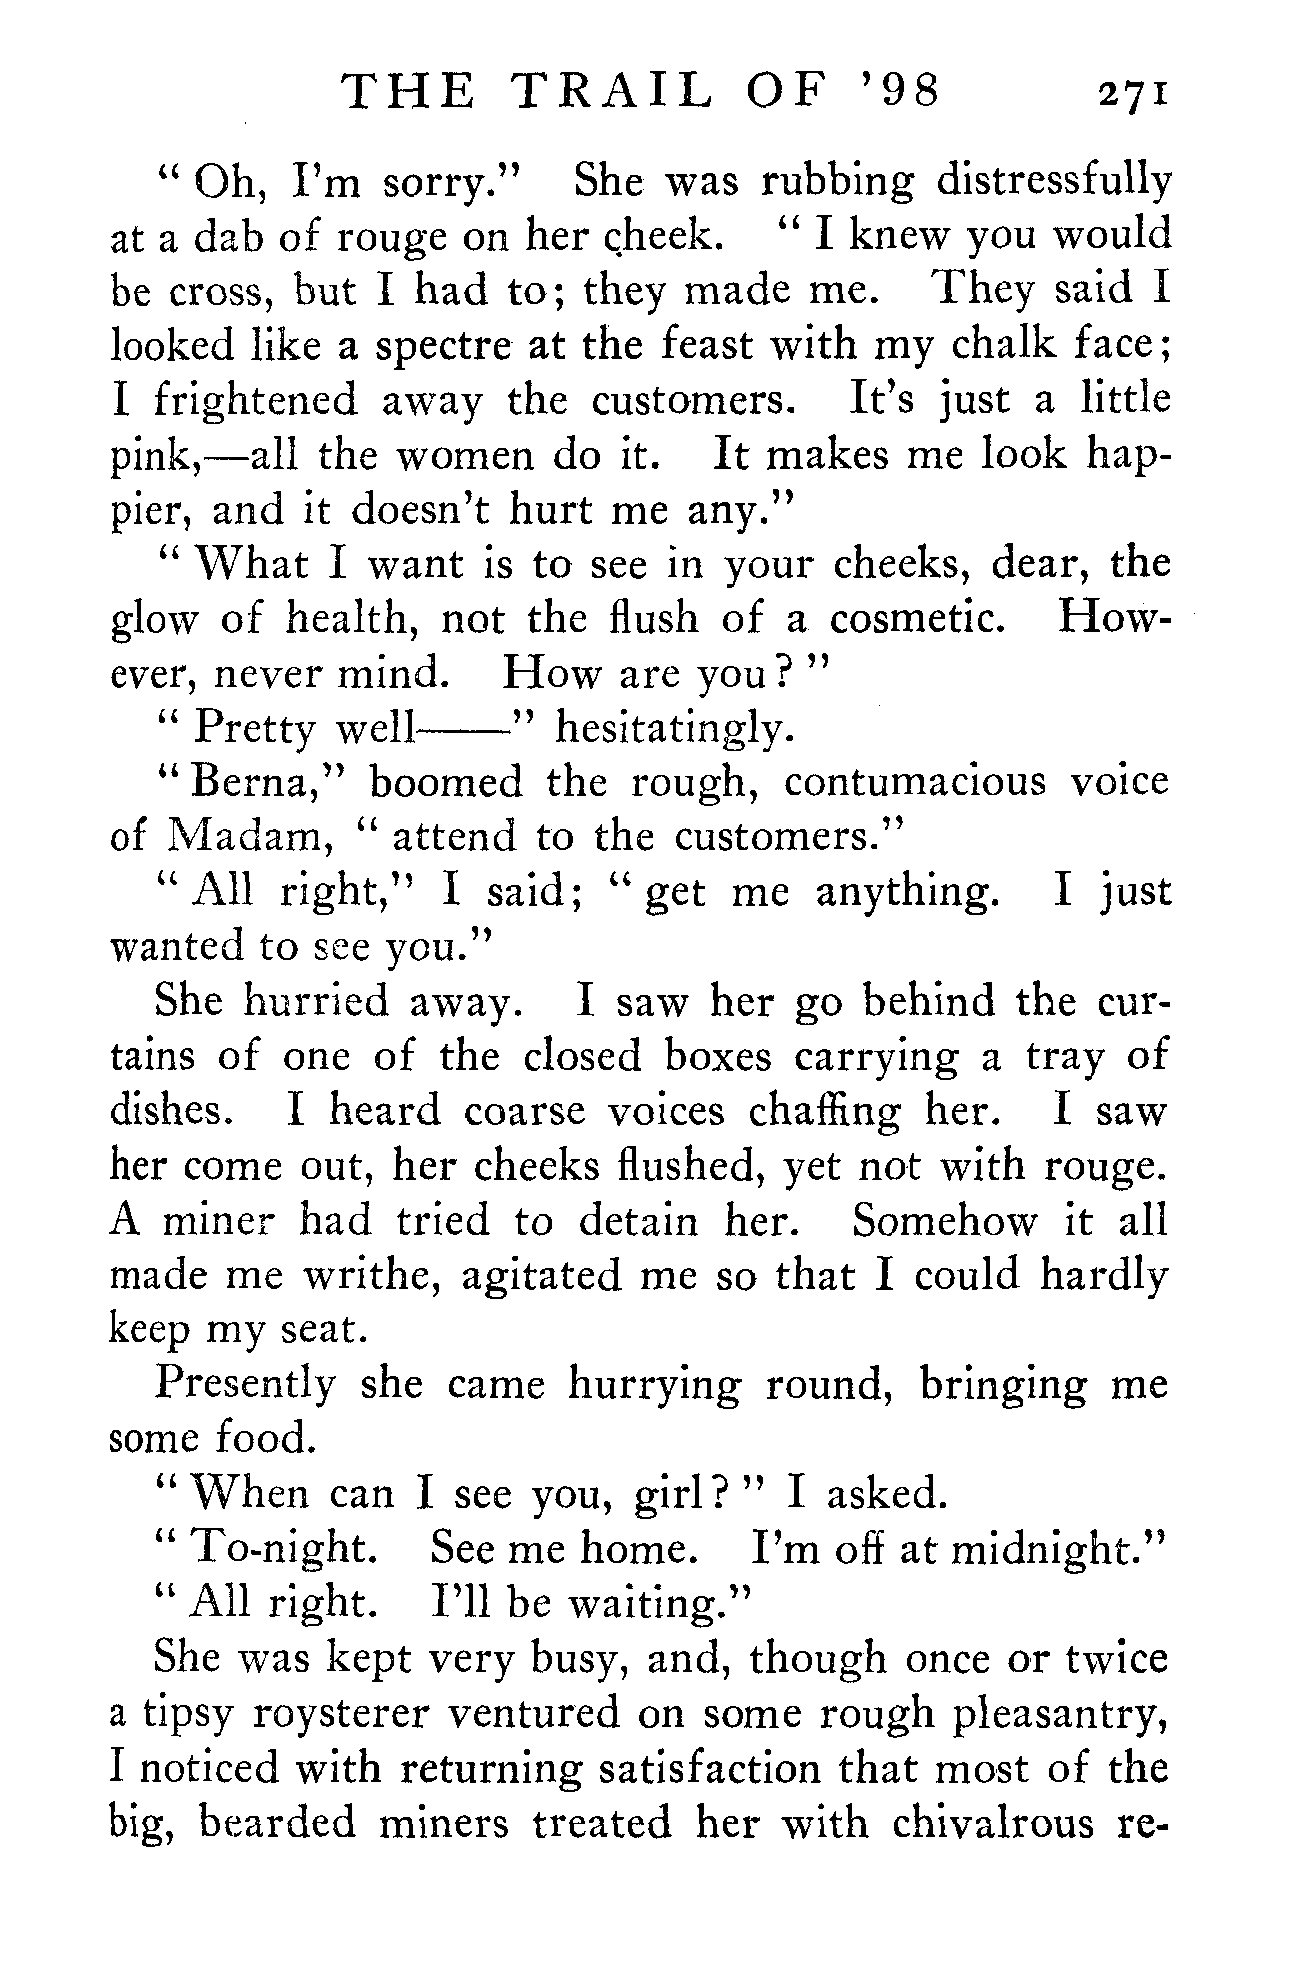 THE TRAIL OF ’98 271
“ Oh, I’m sorry.” She was rubbing distressfully
at a dab of rouge on her cheek. “ I knew you would
be cross, but I had to; they made me. They said I
looked like a spectre at the feast with my chalk face;
I frightened away the customers. It’s just a little
pink,—all the women do it. It makes me look hap-
pier, and it doesn’t hurt me any.”
“ What I want is to see in your cheeks, dear, the
glow of health, not the flush of a cosmetic. How-
ever, never mind. How are you? ”
“ Pretty well——” hesitatingly.
“ Berna,” boomed the rough, contumacious voice
of Madam, “ attend to the customers.”
“ All right,” I said; “ get me anything. I just
wanted to see you.”
She hurried away. I saw her go behind the cur-
tains of one of the closed boxes carrying a tray of
dishes. I heard coarse voices chaffing her. I saw
her come out, her cheeks flushed, yet not with rouge.
A miner had tried to detain her. Somehow it all
made me writhe, agitated me so that I could hardly
keep my seat.
Presently she came hurrying round, bringing me
some food.
“ When can I see you, girl? ” I asked.
“ To-night. See me home. I’m off at midnight.”
“ All right. I’ll be waiting.”
She was kept very busy, and, though once or twice
a tipsy roysterer ventured on some rough pleasantry,
I noticed with returning satisfaction that most of the
big, bearded miners treated her with chivalrous re-